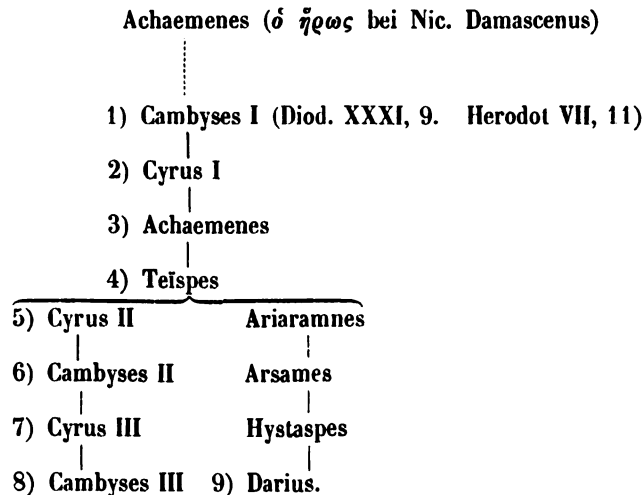 Achaemenes (ὁ ἥρως bei Nic. Damascenus)
1) Cambyses I (Diod. XXXI, 9. Herodot VII, 11)
2) Cyrus I
3) Achaemenes
4) Teïspes
5) Cyrus II Ariaramnes
6) Cambyses II Arsames
7) Cyrus III Hystaspes
8) Cambyses III 9) Darius.